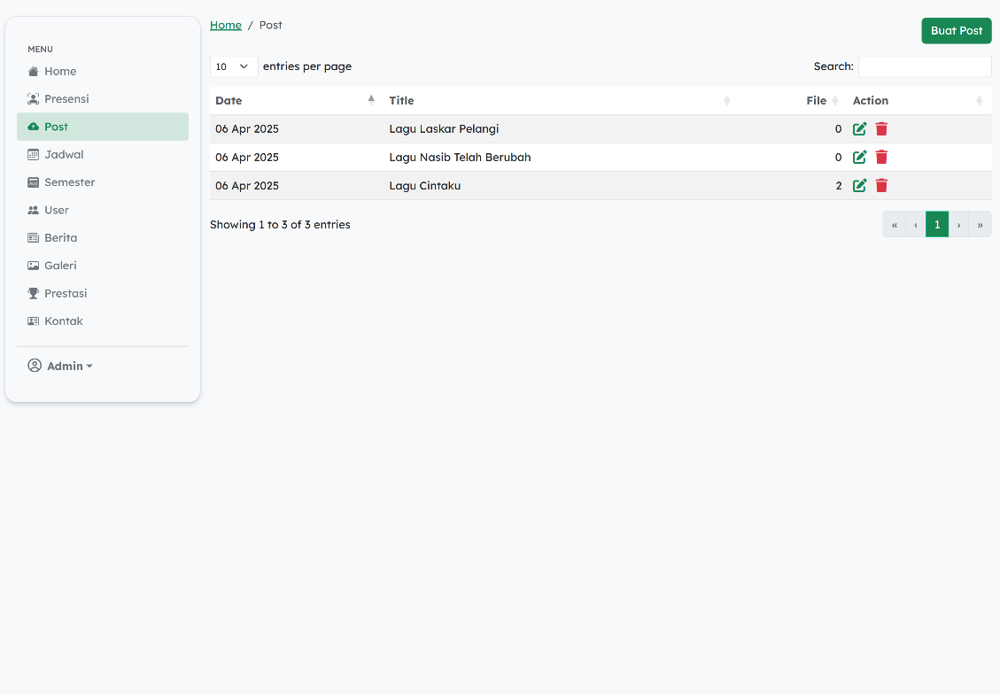 MENU
Home
Presensi
Post
Jadwal
Semester
User
Berita
Galeri
Prestasi
Kontak
Admin
Home / Post
Buat Post
10 entries per page
Search:
Date Title File Action
06 Apr 2025 Lagu Laskar Pelangi 0
06 Apr 2025 Lagu Nasib Telah Berubah 0
06 Apr 2025 Lagu Cintaku 2
Showing 1 to 3 of 3 entries
« ‹ 1 › »